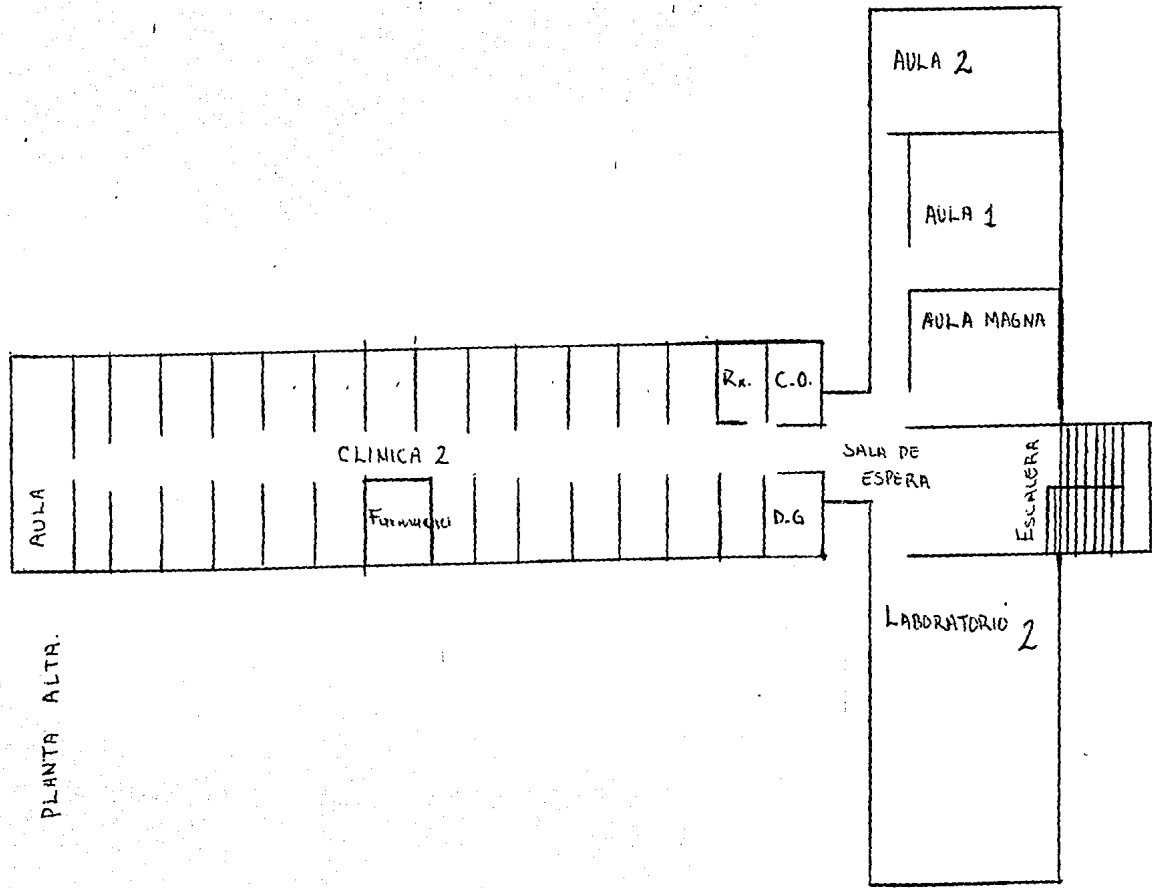 AULA 2
AULA 1
AULA MAGNA
Rx.
C.O.
CLINICA 2
SALA DE
ESPERA
ESCALERA
AULA
D-G
LABORATORIO 2
PLANTA ALTA.